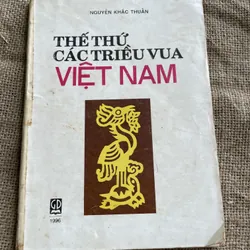 NGUYỄN KHẮC THUẦN
THẾ THỨ
CÁC TRIỀU VUA
VIỆT NAM
GD
1996